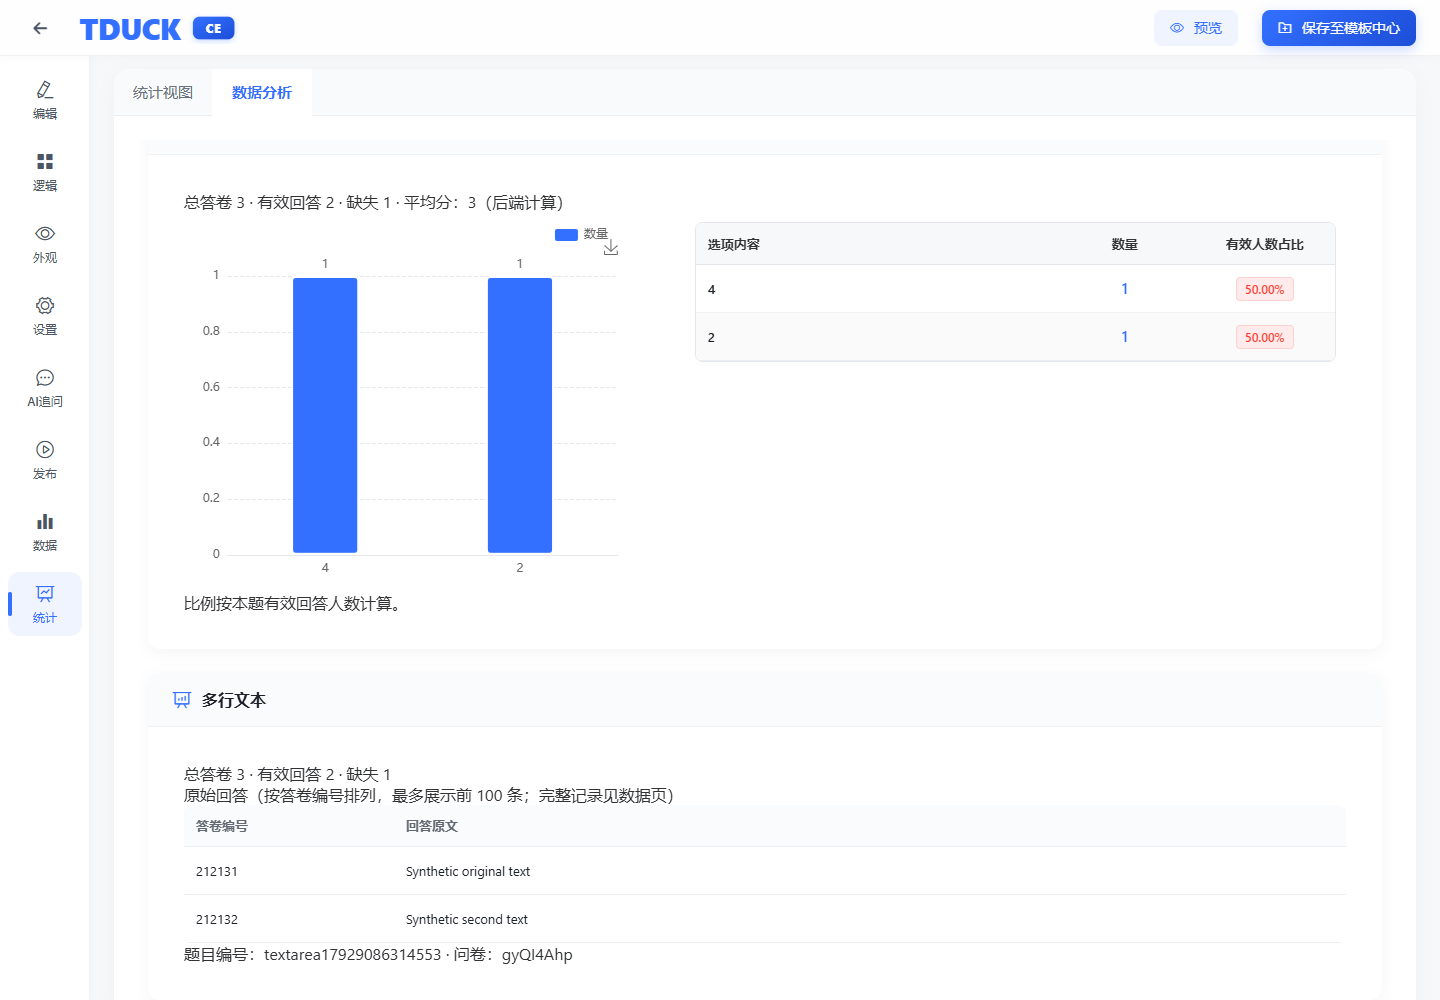 TDUCK CE
预览
保存至模板中心
编辑
逻辑
外观
设置
AI追问
发布
数据
统计
统计视图
数据分析
总答卷 3 · 有效回答 2 · 缺失 1 · 平均分：3（后端计算）
数量
1 1
1
0.8
0.6
0.4
0.2
0
4 2
选项内容 数量 有效人数占比
4 1 50.00%
2 1 50.00%
比例按本题有效回答人数计算。
多行文本
总答卷 3 · 有效回答 2 · 缺失 1
原始回答（按答卷编号排列，最多展示前 100 条；完整记录见数据页）
答卷编号 回答原文
212131 Synthetic original text
212132 Synthetic second text
题目编号：textarea17929086314553 · 问卷：gyQI4Ahp